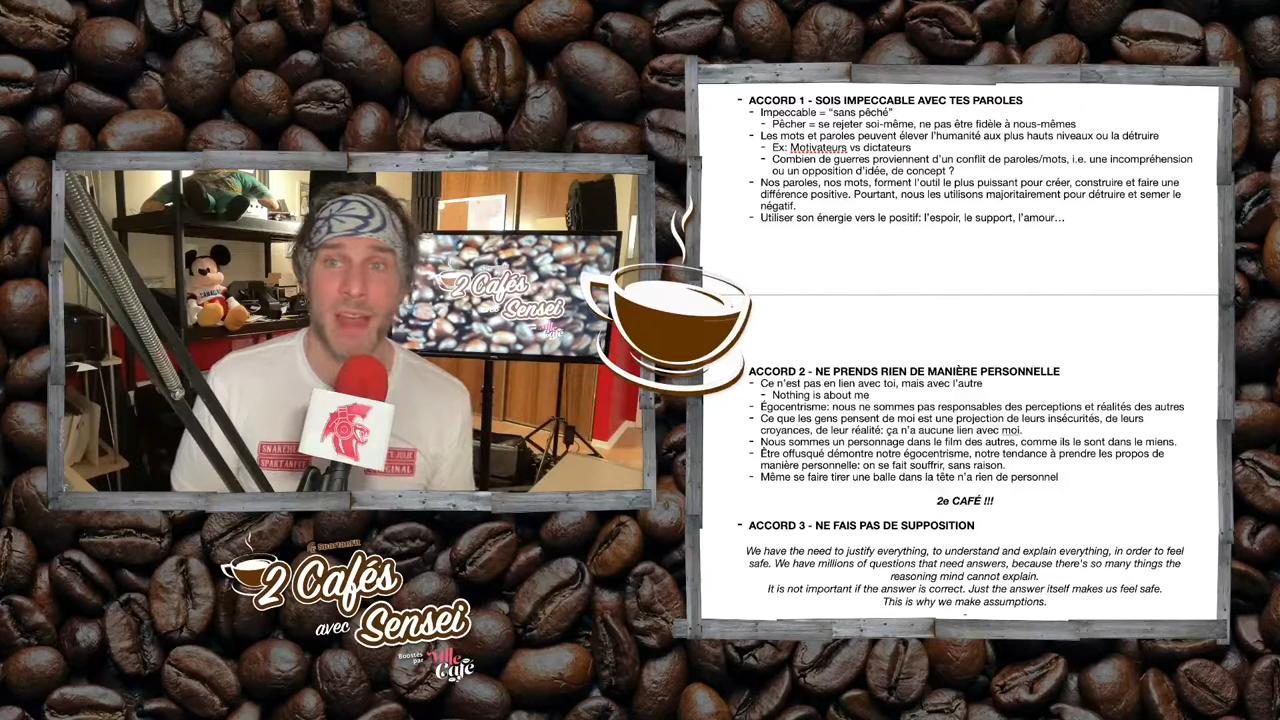 - ACCORD 1 - SOIS IMPECCABLE AVEC TES PAROLES
- Impeccable = “sans pêché”
- Pêcher = se rejeter soi-même, ne pas être fidèle à nous-mêmes
- Les mots et paroles peuvent élever l’humanité aux plus hauts niveaux ou la détruire
- Ex: Motivateurs vs dictateurs
- Combien de guerres proviennent d’un conflit de paroles/mots, i.e. une incompréhension
ou un opposition d’idée, de concept ?
- Nos paroles, nos mots, forment l’outil le plus puissant pour créer, construire et faire une
différence positive. Pourtant, nous les utilisons majoritairement pour détruire et semer le
négatif.
- Utiliser son énergie vers le positif: l’espoir, le support, l’amour…
ACCORD 2 - NE PRENDS RIEN DE MANIÈRE PERSONNELLE
- Ce n’est pas en lien avec toi, mais avec l’autre
- Nothing is about me
- Égocentrisme: nous ne sommes pas responsables des perceptions et réalités des autres
- Ce que les gens pensent de moi est une projection de leurs insécurités, de leurs
croyances, de leur réalité: ça n’a aucune lien avec moi.
- Nous sommes un personnage dans le film des autres, comme ils le sont dans le miens.
- Être offusqué démontre notre égocentrisme, notre tendance à prendre les propos de
manière personnelle: on se fait souffrir, sans raison.
- Même se faire tirer une balle dans la tête n’a rien de personnel
2e CAFÉ !!!
- ACCORD 3 - NE FAIS PAS DE SUPPOSITION
We have the need to justify everything, to understand and explain everything, in order to feel
safe. We have millions of questions that need answers, because there's so many things the
reasoning mind cannot explain.
It is not important if the answer is correct. Just the answer itself makes us feel safe.
This is why we make assumptions.
-
2 Cafés
avec
Sensei
Ville
Café
SPARTANFIT
ORIGINAL
SpartanFit
2 Cafés
avec Sensei
Boostés
par
Ville
Café